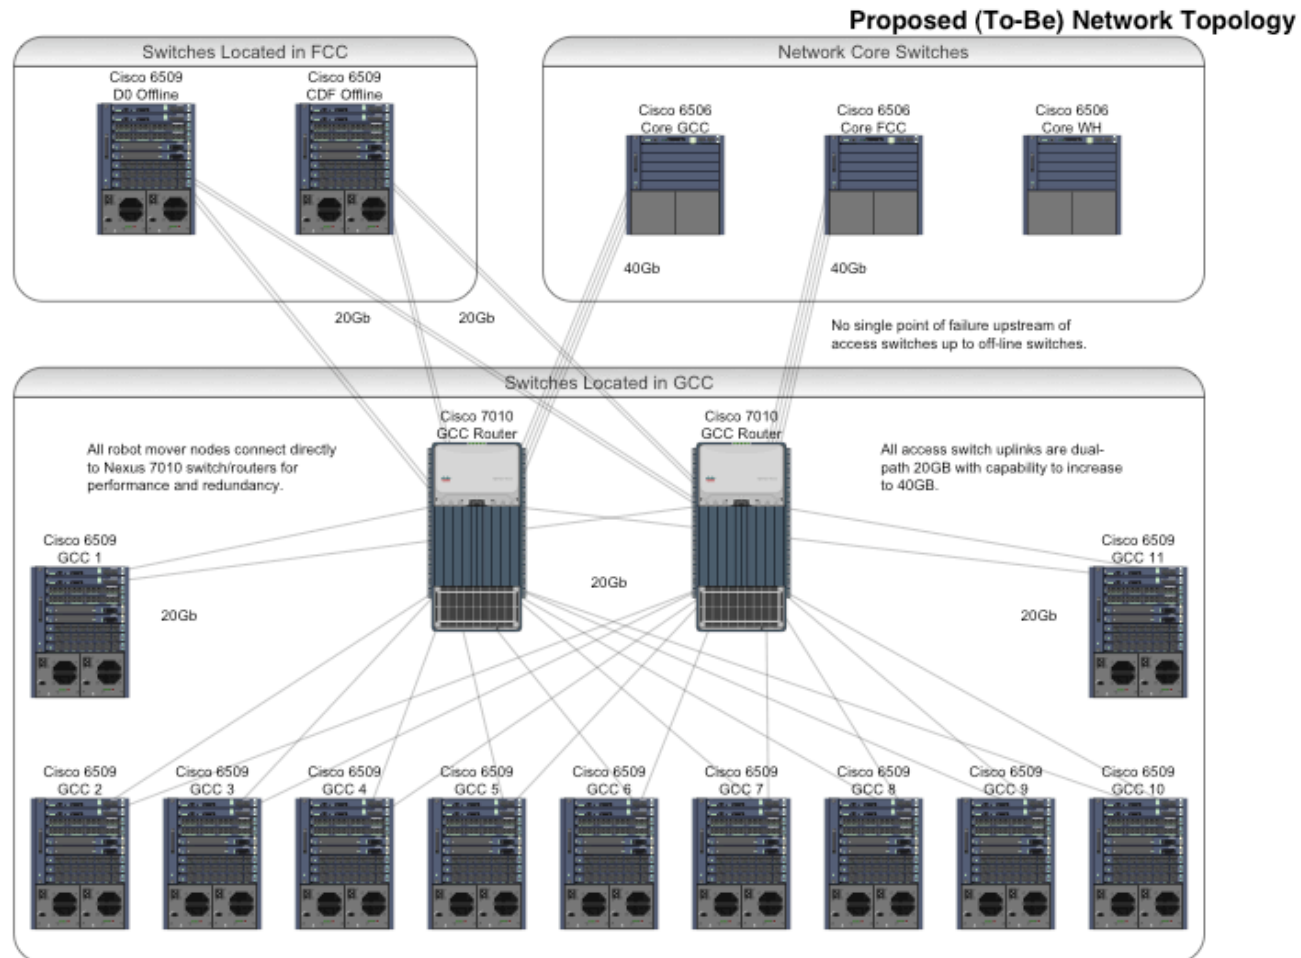 Proposed (To-Be) Network Topology
Switches Located in FCC
Network Core Switches
Cisco 6509
D0 Offline
Cisco 6509
CDF Offline
Cisco 6506
Core GCC
Cisco 6506
Core FCC
Cisco 6506
Core WH
40Gb
40Gb
20Gb
20Gb
No single point of failure upstream of
access switches up to off-line switches.
Switches Located in GCC
Cisco 7010
GCC Router
Cisco 7010
GCC Router
All robot mover nodes connect directly
to Nexus 7010 switch/routers for
performance and redundancy.
All access switch uplinks are dual-
path 20GB with capability to increase
to 40GB.
Cisco 6509
GCC 1
Cisco 6509
GCC 11
20Gb
20Gb
20Gb
Cisco 6509
GCC 2
Cisco 6509
GCC 3
Cisco 6509
GCC 4
Cisco 6509
GCC 5
Cisco 6509
GCC 6
Cisco 6509
GCC 7
Cisco 6509
GCC 8
Cisco 6509
GCC 9
Cisco 6509
GCC 10